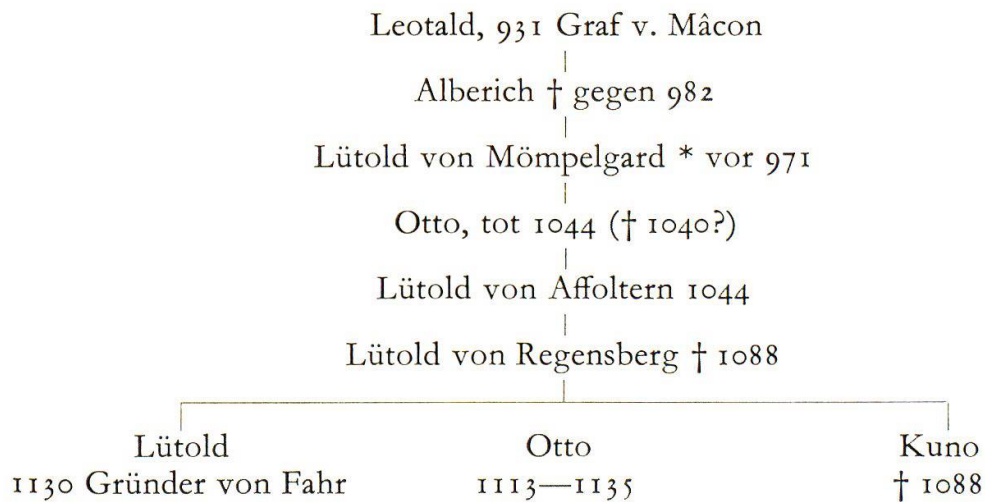 Leotald, 931 Graf v. Mâcon
Alberich † gegen 982
Lütold von Mömpelgard * vor 971
Otto, tot 1044 († 1040?)
Lütold von Affoltern 1044
Lütold von Regensberg † 1088
Lütold Otto Kuno
1130 Gründer von Fahr 1113—1135 † 1088